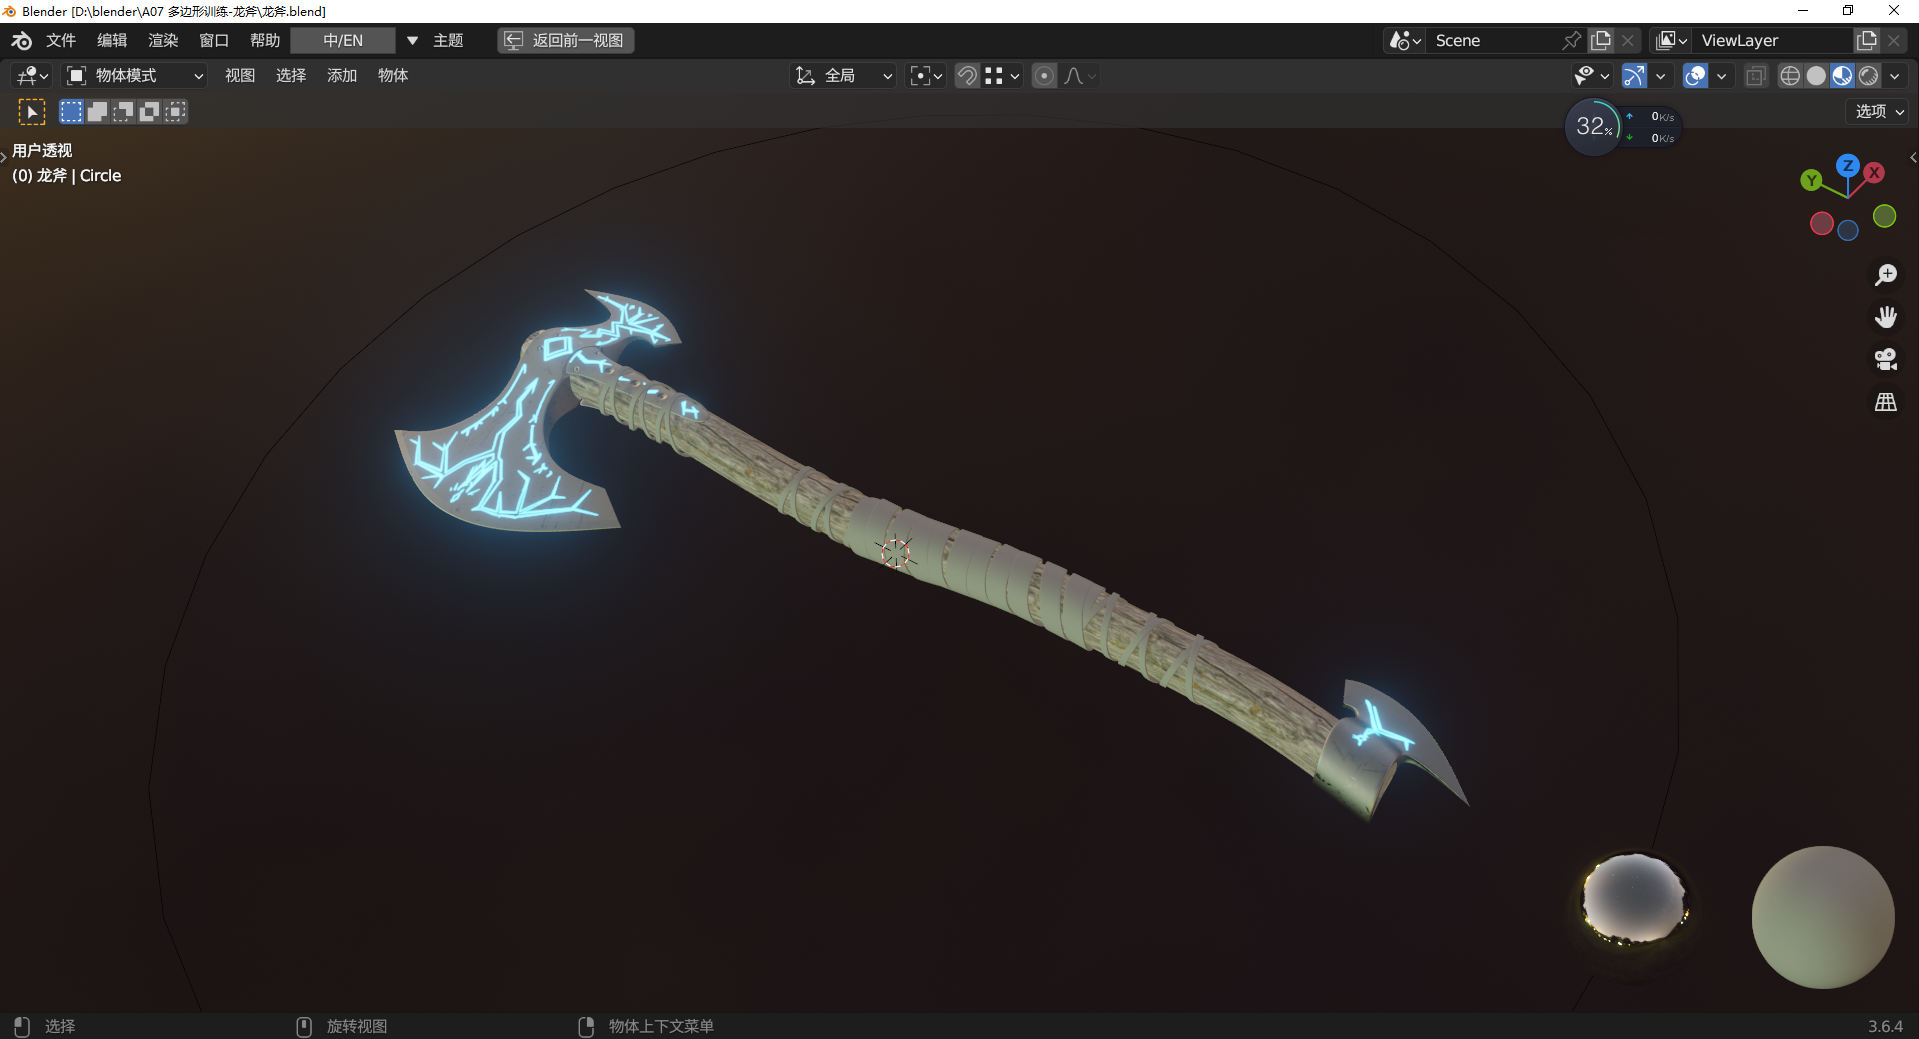 Blender [D:\blender\A07 多边形训练-龙斧\龙斧.blend]
文件 编辑 渲染 窗口 帮助 中/EN 主题 返回前一视图 Scene ViewLayer
物体模式 视图 选择 添加 物体 全局
选项
32% 0K/s
0K/s
用户透视
(0) 龙斧 | Circle
Z X Y
选择 旋转视图 物体上下文菜单 3.6.4